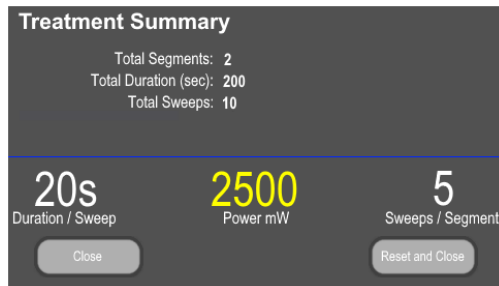 Treatment Summary
Total Segments: 2
Total Duration (sec): 200
Total Sweeps: 10
20s 2500 5
Duration / Sweep Power mW Sweeps / Segment
Close Reset and Close